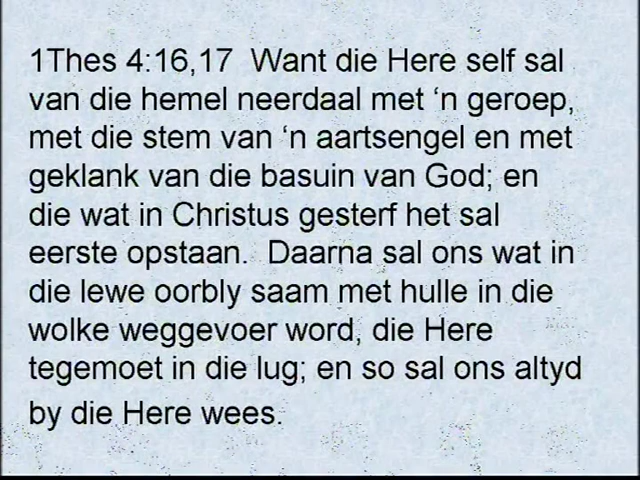 1Thes 4:16,17  Want die Here self sal
van die hemel neerdaal met ‘n geroep,
met die stem van ‘n aartsengel en met
geklank van die basuin van God; en
die wat in Christus gesterf het sal
eerste opstaan.  Daarna sal ons wat in
die lewe oorbly saam met hulle in die
wolke weggevoer word, die Here
tegemoet in die lug; en so sal ons altyd
by die Here wees.